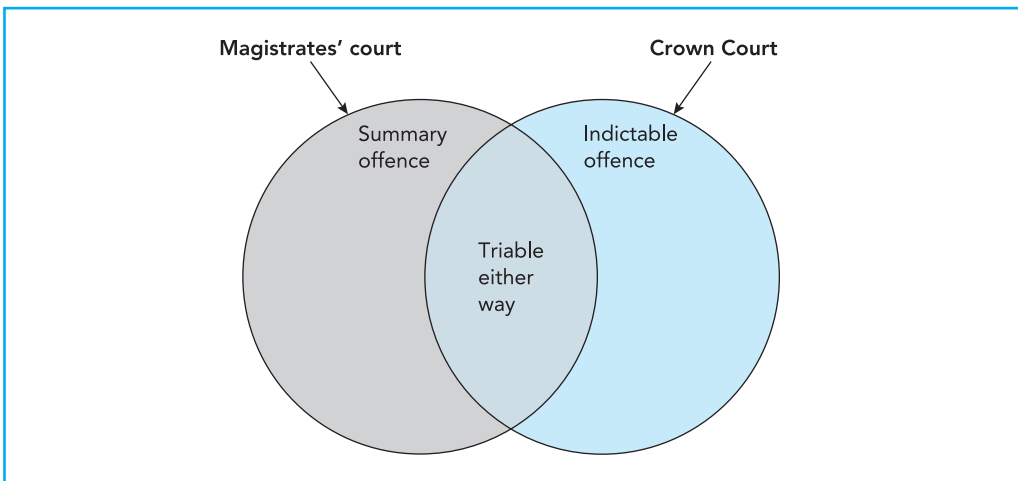 Magistrates’ court
Crown Court
Summary
offence
Indictable
offence
Triable
either
way